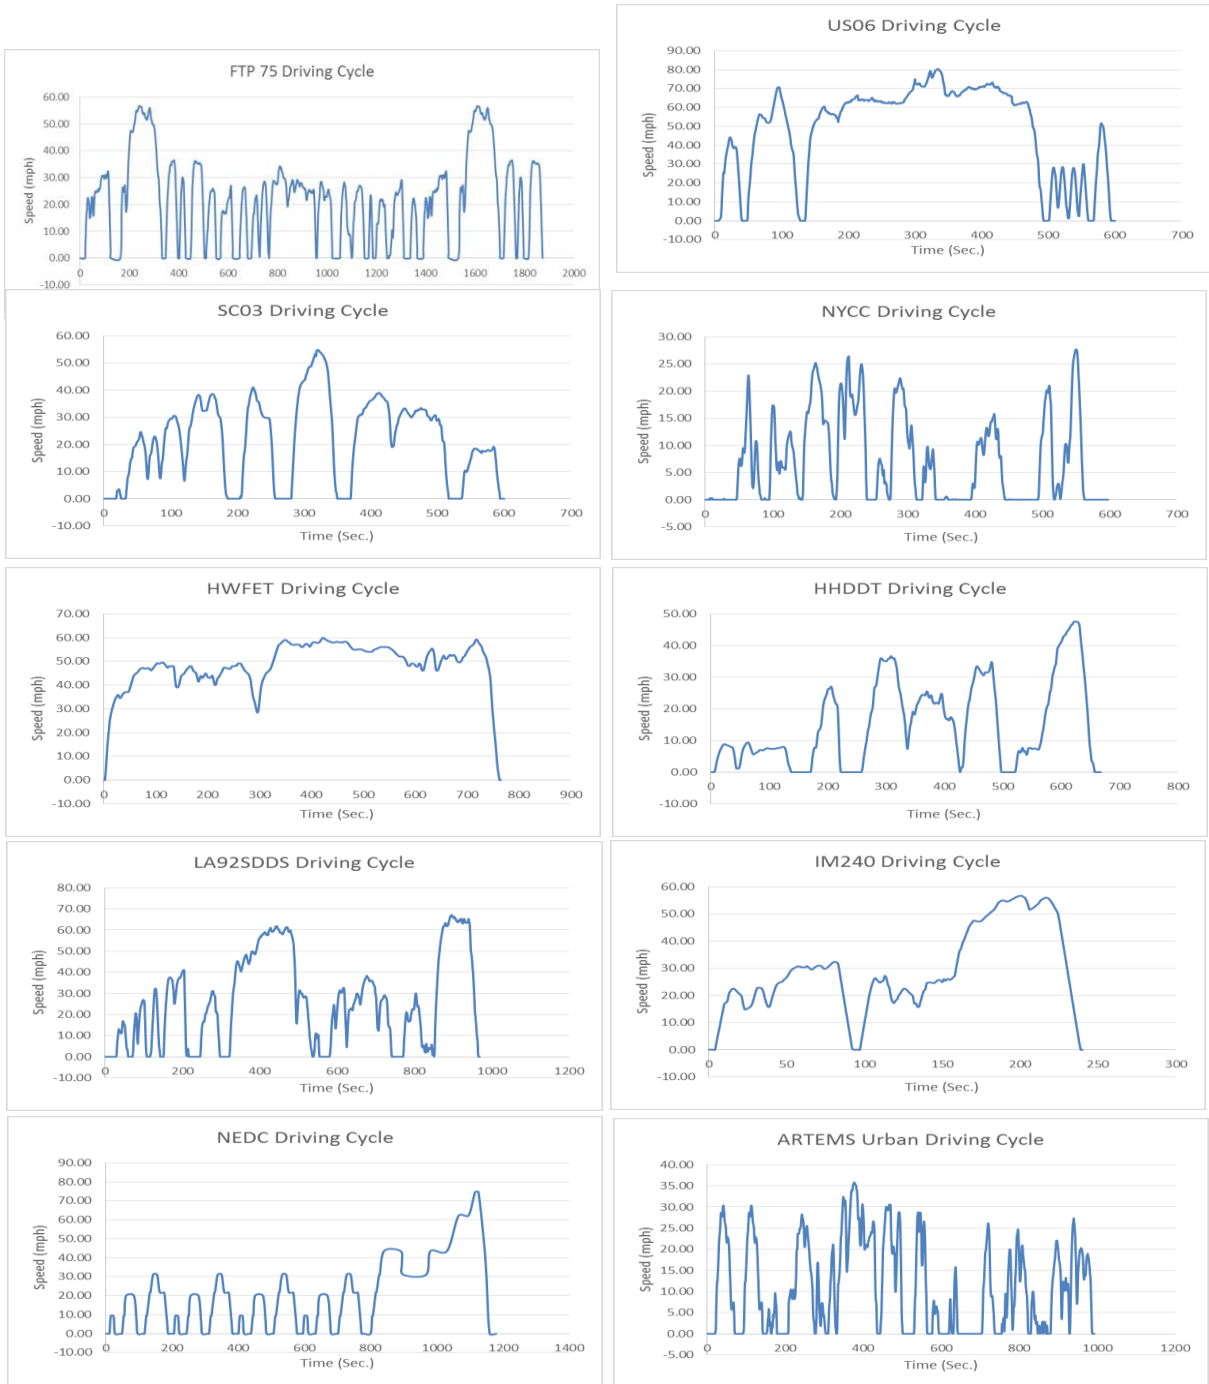 FTP 75 Driving Cycle
60.00
50.00
40.00
30.00
20.00
10.00
0.00
-10.00
Speed (mph)
0 200 400 600 800 1000 1200 1400 1600 1800 2000
US06 Driving Cycle
90.00
80.00
70.00
60.00
50.00
40.00
30.00
20.00
10.00
0.00
-10.00
Speed (mph)
0 100 200 300 400 500 600 700
Time (Sec.)
SC03 Driving Cycle
60.00
50.00
40.00
30.00
20.00
10.00
0.00
-10.00
Speed (mph)
0 100 200 300 400 500 600 700
Time (Sec.)
NYCC Driving Cycle
30.00
25.00
20.00
15.00
10.00
5.00
0.00
-5.00
Speed (mph)
0 100 200 300 400 500 600 700
Time (Sec.)
HWFET Driving Cycle
70.00
60.00
50.00
40.00
30.00
20.00
10.00
0.00
-10.00
Speed (mph)
0 100 200 300 400 500 600 700 800 900
Time (Sec.)
HHDDT Driving Cycle
50.00
40.00
30.00
20.00
10.00
0.00
-10.00
Speed (mph)
0 100 200 300 400 500 600 700 800
Time (Sec.)
LA92SDDS Driving Cycle
80.00
70.00
60.00
50.00
40.00
30.00
20.00
10.00
0.00
-10.00
Speed (mph)
0 200 400 600 800 1000 1200
Time (Sec.)
IM240 Driving Cycle
60.00
50.00
40.00
30.00
20.00
10.00
0.00
-10.00
Speed (mph)
0 50 100 150 200 250 300
Time (Sec.)
NEDC Driving Cycle
90.00
80.00
70.00
60.00
50.00
40.00
30.00
20.00
10.00
0.00
-10.00
Speed (mph)
0 200 400 600 800 1000 1200 1400
Time (Sec.)
ARTEMS Urban Driving Cycle
40.00
35.00
30.00
25.00
20.00
15.00
10.00
5.00
0.00
-5.00
Speed (mph)
0 200 400 600 800 1000 1200
Time (Sec.)